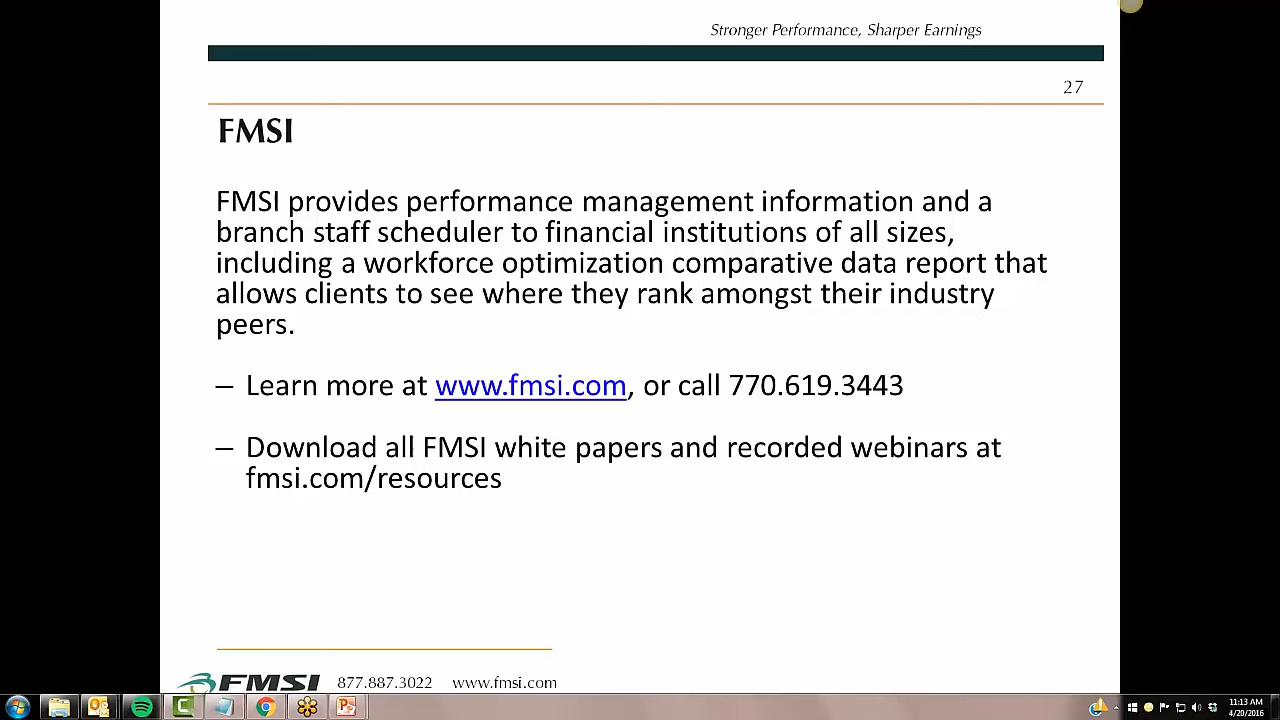 Stronger Performance, Sharper Earnings
27
FMSI
FMSI provides performance management information and a
branch staff scheduler to financial institutions of all sizes,
including a workforce optimization comparative data report that
allows clients to see where they rank amongst their industry
peers.
– Learn more at www.fmsi.com, or call 770.619.3443
– Download all FMSI white papers and recorded webinars at
fmsi.com/resources
FMSI 877.887.3022 www.fmsi.com
11:13 AM
4/20/2016